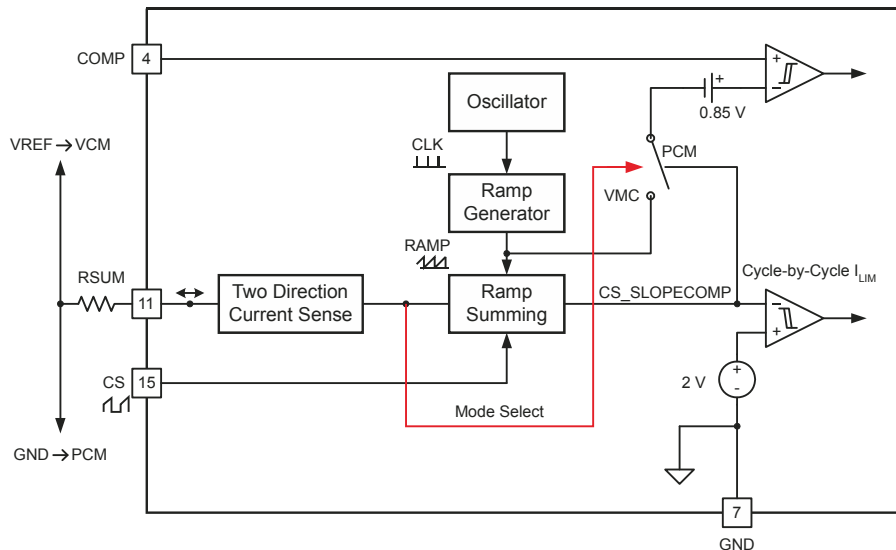 COMP
4
Oscillator
0.85 V
VREF → VCM
CLK
PCM
Ramp
Generator
VMC
RAMP
RSUM
11
Two Direction
Current Sense
Ramp
Summing
CS_SLOPECOMP
Cycle-by-Cycle ILIM
CS
15
2 V
Mode Select
GND → PCM
7
GND